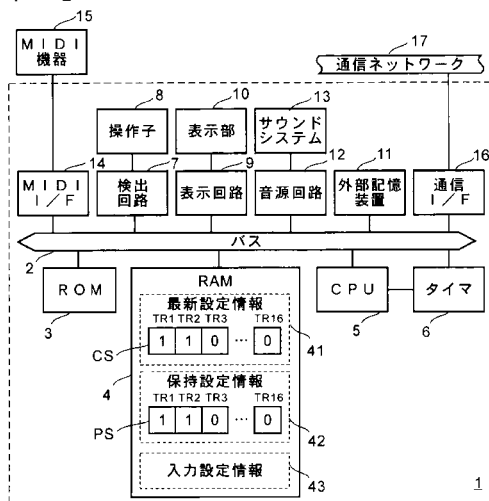 15
ＭＩＤＩ
機器
17
通信ネットワーク
8
10
13
操作子
表示部
サウンド
システム
14
7
9
12
11
16
ＭＩＤＩ
Ｉ／Ｆ
検出
回路
表示回路
音源回路
外部記憶
装置
通信
Ｉ／Ｆ
バス
2
ＲＯＭ
3
RAM
ＣＰＵ
5
タイマ
6
最新設定情報
TR1 TR2 TR3 TR16
1 1 0 … 0
CS
41
4
保持設定情報
TR1 TR2 TR3 TR16
1 1 0 … 0
PS
42
入力設定情報
43
1